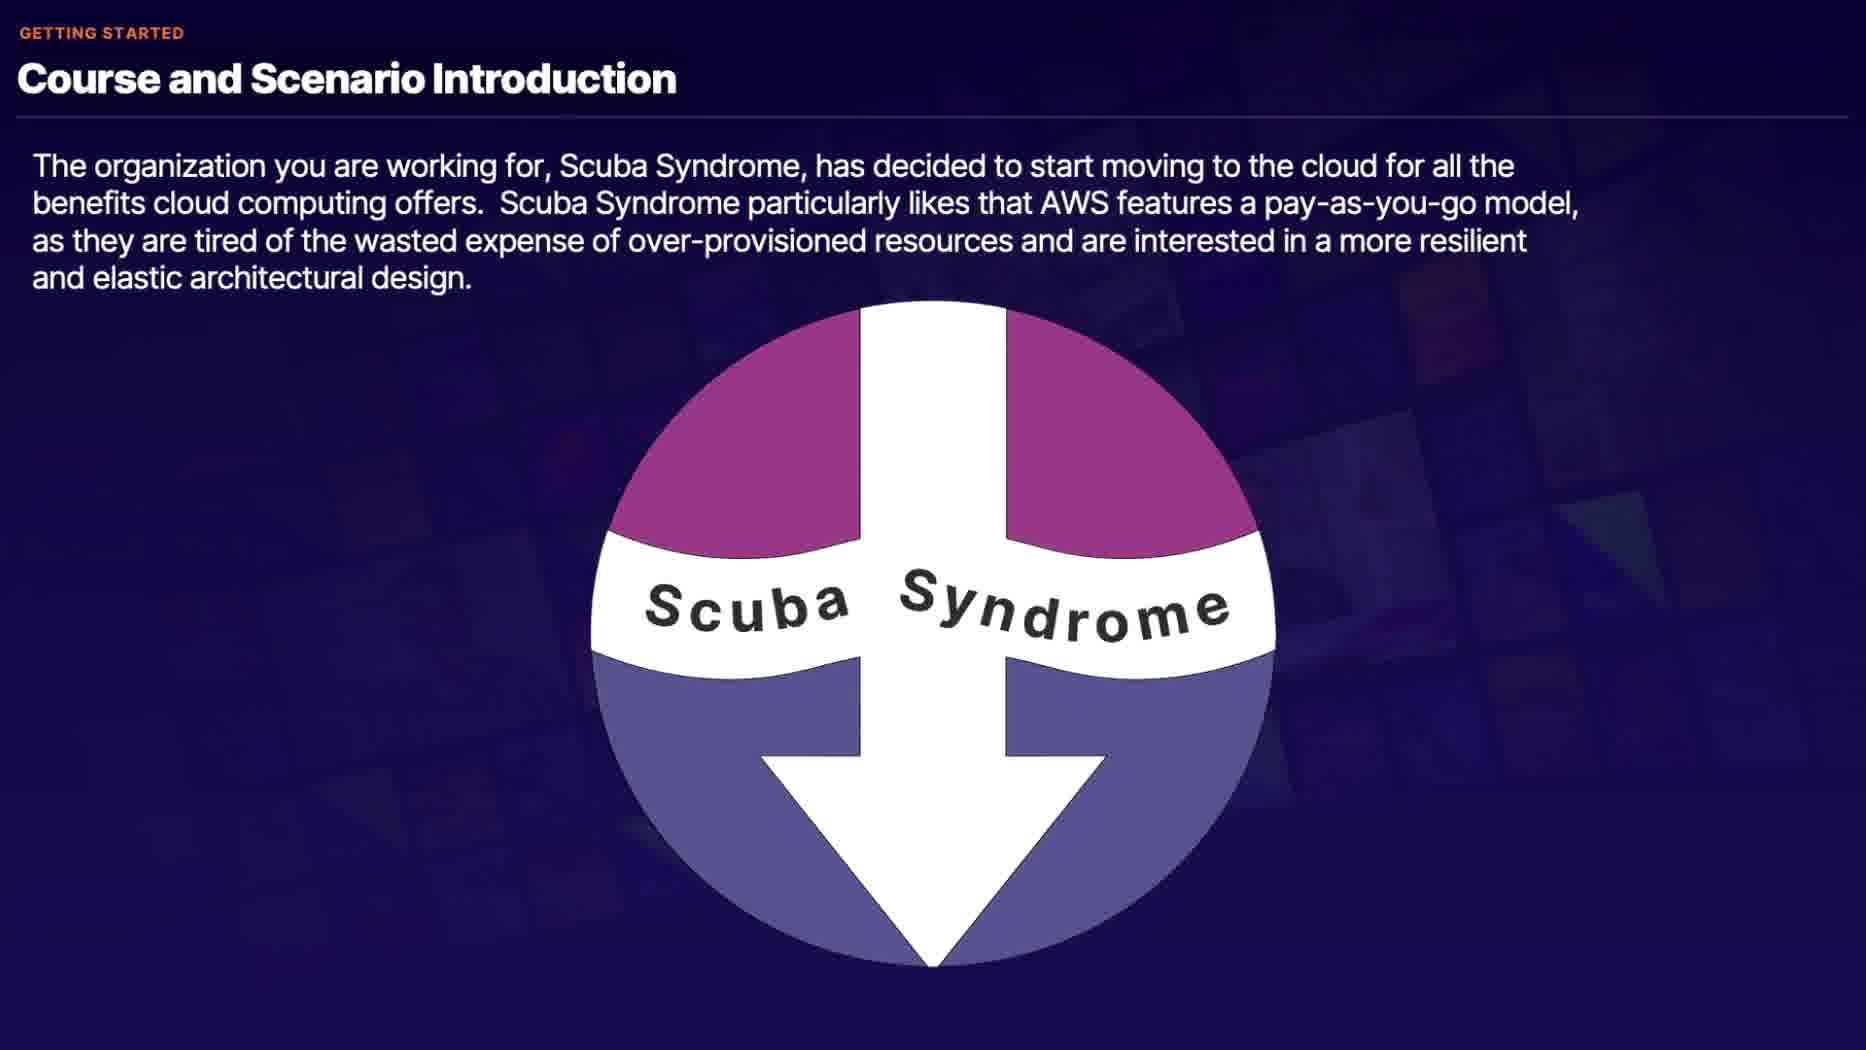 GETTING STARTED
Course and Scenario Introduction
The organization you are working for, Scuba Syndrome, has decided to start moving to the cloud for all the
benefits cloud computing offers.  Scuba Syndrome particularly likes that AWS features a pay-as-you-go model,
as they are tired of the wasted expense of over-provisioned resources and are interested in a more resilient
and elastic architectural design.
Scuba Syndrome